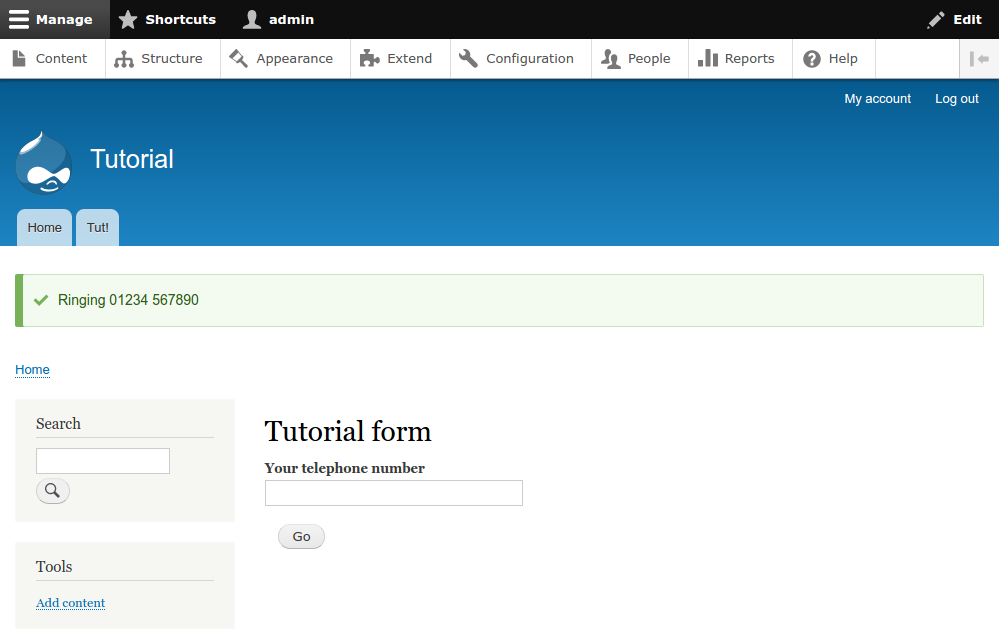 Manage Shortcuts admin Edit
Content Structure Appearance Extend Configuration People Reports Help
My account Log out
Tutorial
Home Tut!
Ringing 01234 567890
Home
Search
Tutorial form
Your telephone number
Go
Tools
Add content